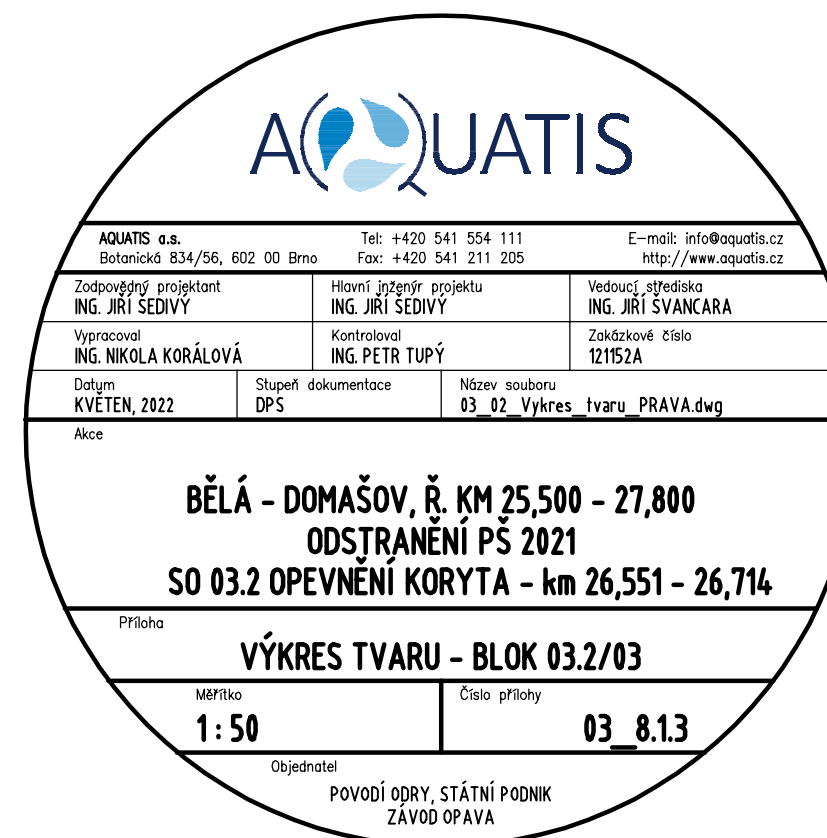 AQUATIS
AQUATIS a.s. Tel: +420 541 554 111 E-mail: info@aquatis.cz
Botanická 834/56, 602 00 Brno Fax: +420 541 211 205 http://www.aquatis.cz
Zodpovědný projektant Hlavní inženýr projektu Vedoucí střediska
ING. JIŘÍ ŠEDIVÝ ING. JIŘÍ ŠEDIVÝ ING. JIŘÍ ŠVANCARA
Vypracoval Kontroloval Zakázkové číslo
ING. NIKOLA KORÁLOVÁ ING. PETR TUPÝ 121152A
Datum Stupeň dokumentace Název souboru
KVĚTEN, 2022 DPS 03_02_Vykres_tvaru_PRAVA.dwg
Akce
BĚLÁ - DOMAŠOV, Ř. KM 25,500 - 27,800
ODSTRANĚNÍ PŠ 2021
SO 03.2 OPEVNĚNÍ KORYTA - km 26,551 - 26,714
Příloha
VÝKRES TVARU - BLOK 03.2/03
Měřítko Číslo přílohy
1:50 03_8.1.3
Objednatel
POVODÍ ODRY, STÁTNÍ PODNIK
ZÁVOD OPAVA